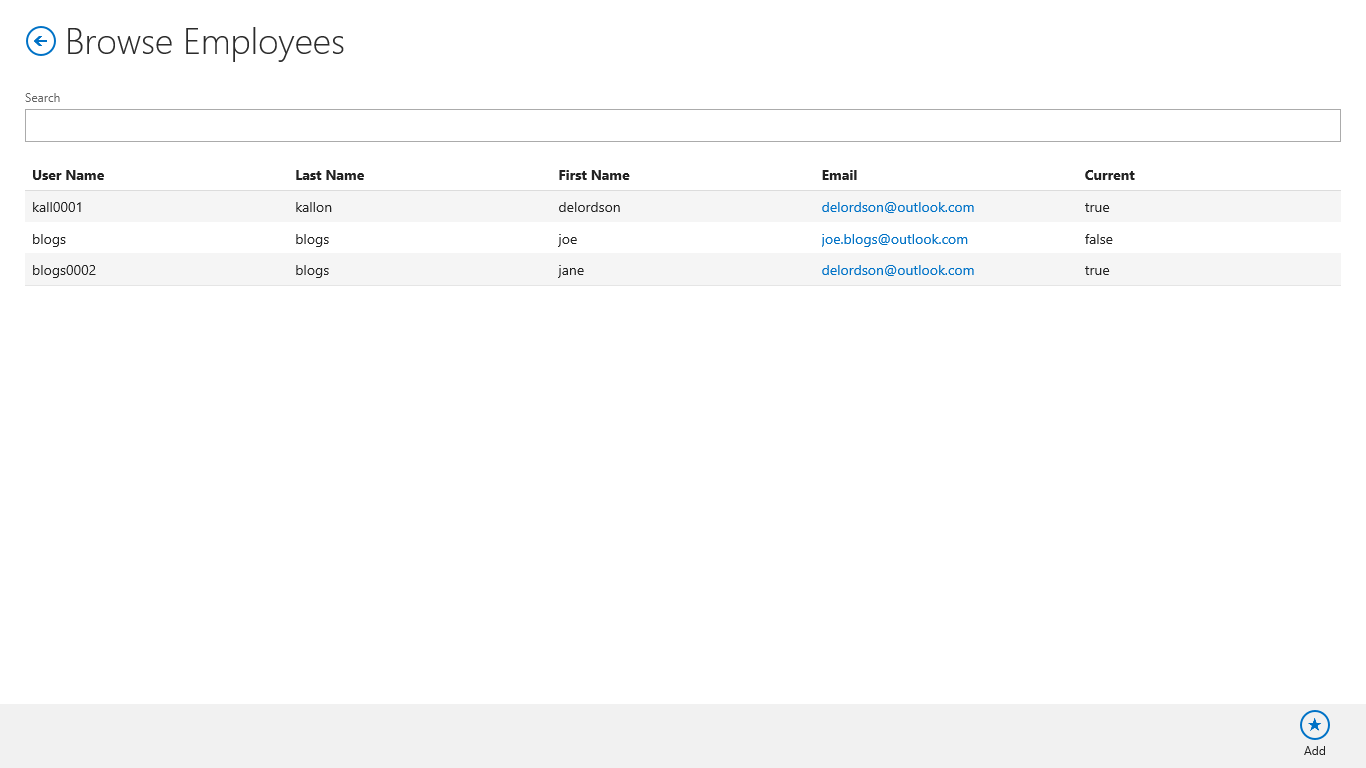 Browse Employees
Search
User Name Last Name First Name Email Current
kall0001 kallon delordson delordson@outlook.com true
blogs blogs joe joe.blogs@outlook.com false
blogs0002 blogs jane delordson@outlook.com true
Add